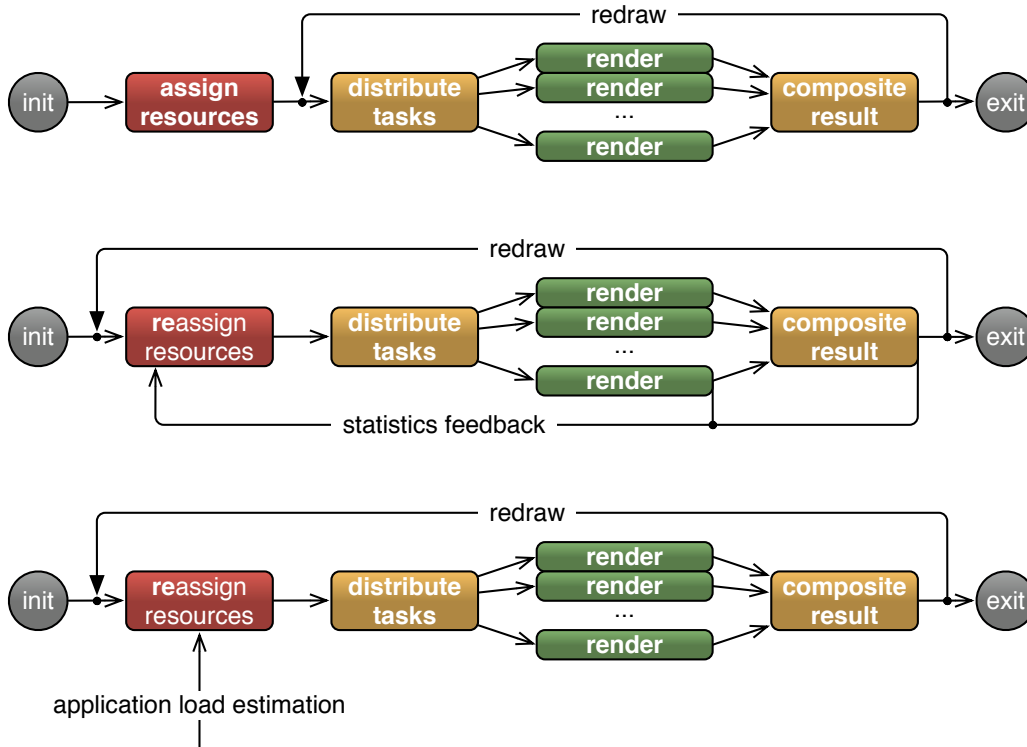 redraw
init
assign
resources
distribute
tasks
render
render
...
render
composite
result
exit
redraw
init
reassign
resources
distribute
tasks
render
render
...
render
composite
result
exit
statistics feedback
redraw
init
reassign
resources
distribute
tasks
render
render
...
render
composite
result
exit
application load estimation